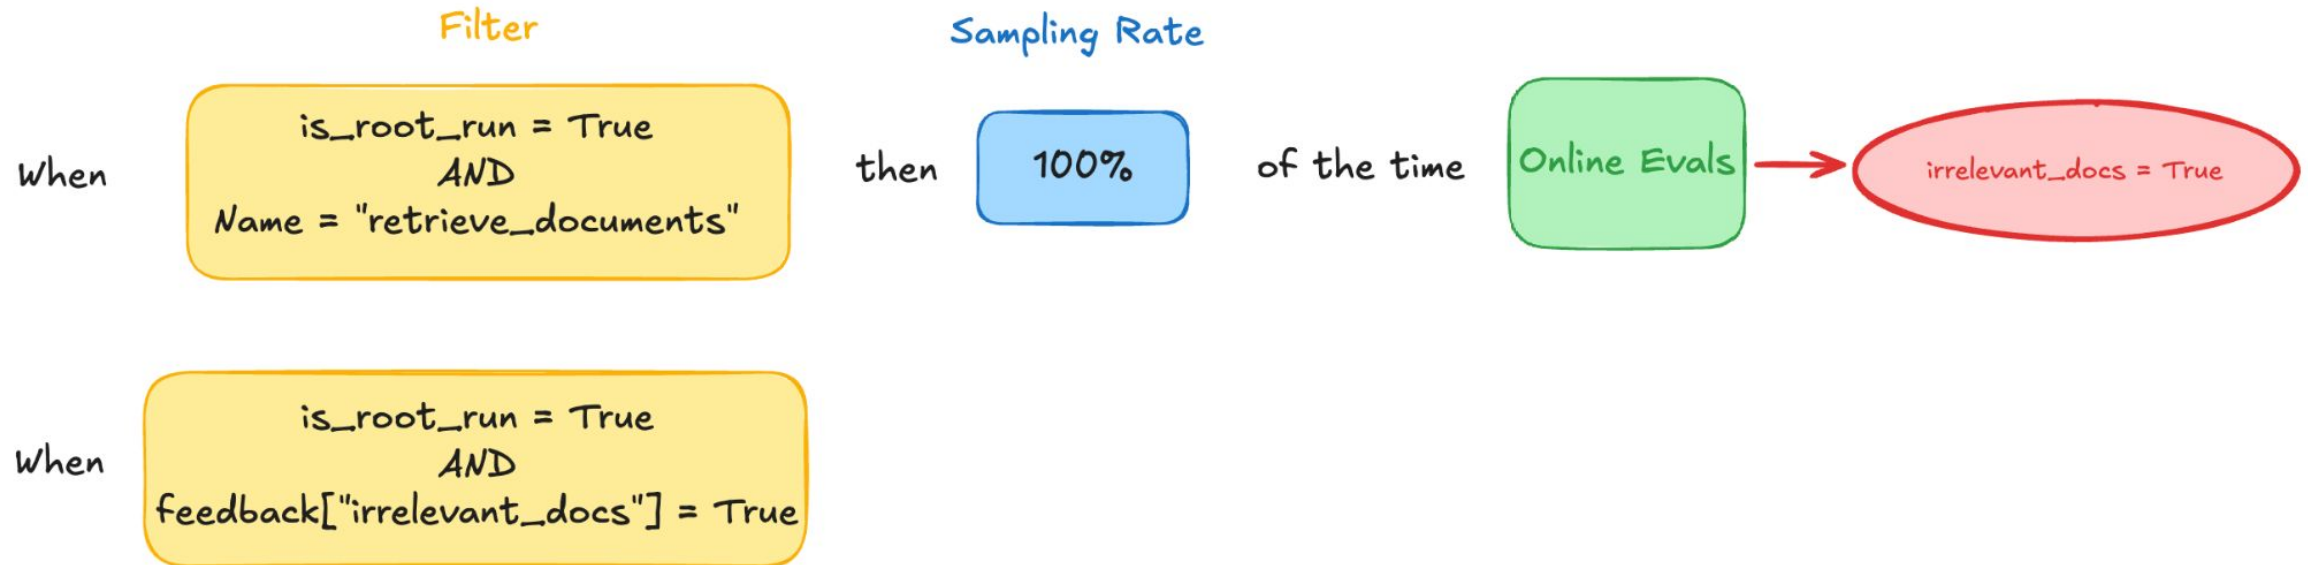 Filter
Sampling Rate
When
is_root_run = True
AND
Name = "retrieve_documents"
then
100%
of the time
Online Evals
irrelevant_docs = True
When
is_root_run = True
AND
feedback["irrelevant_docs"] = True